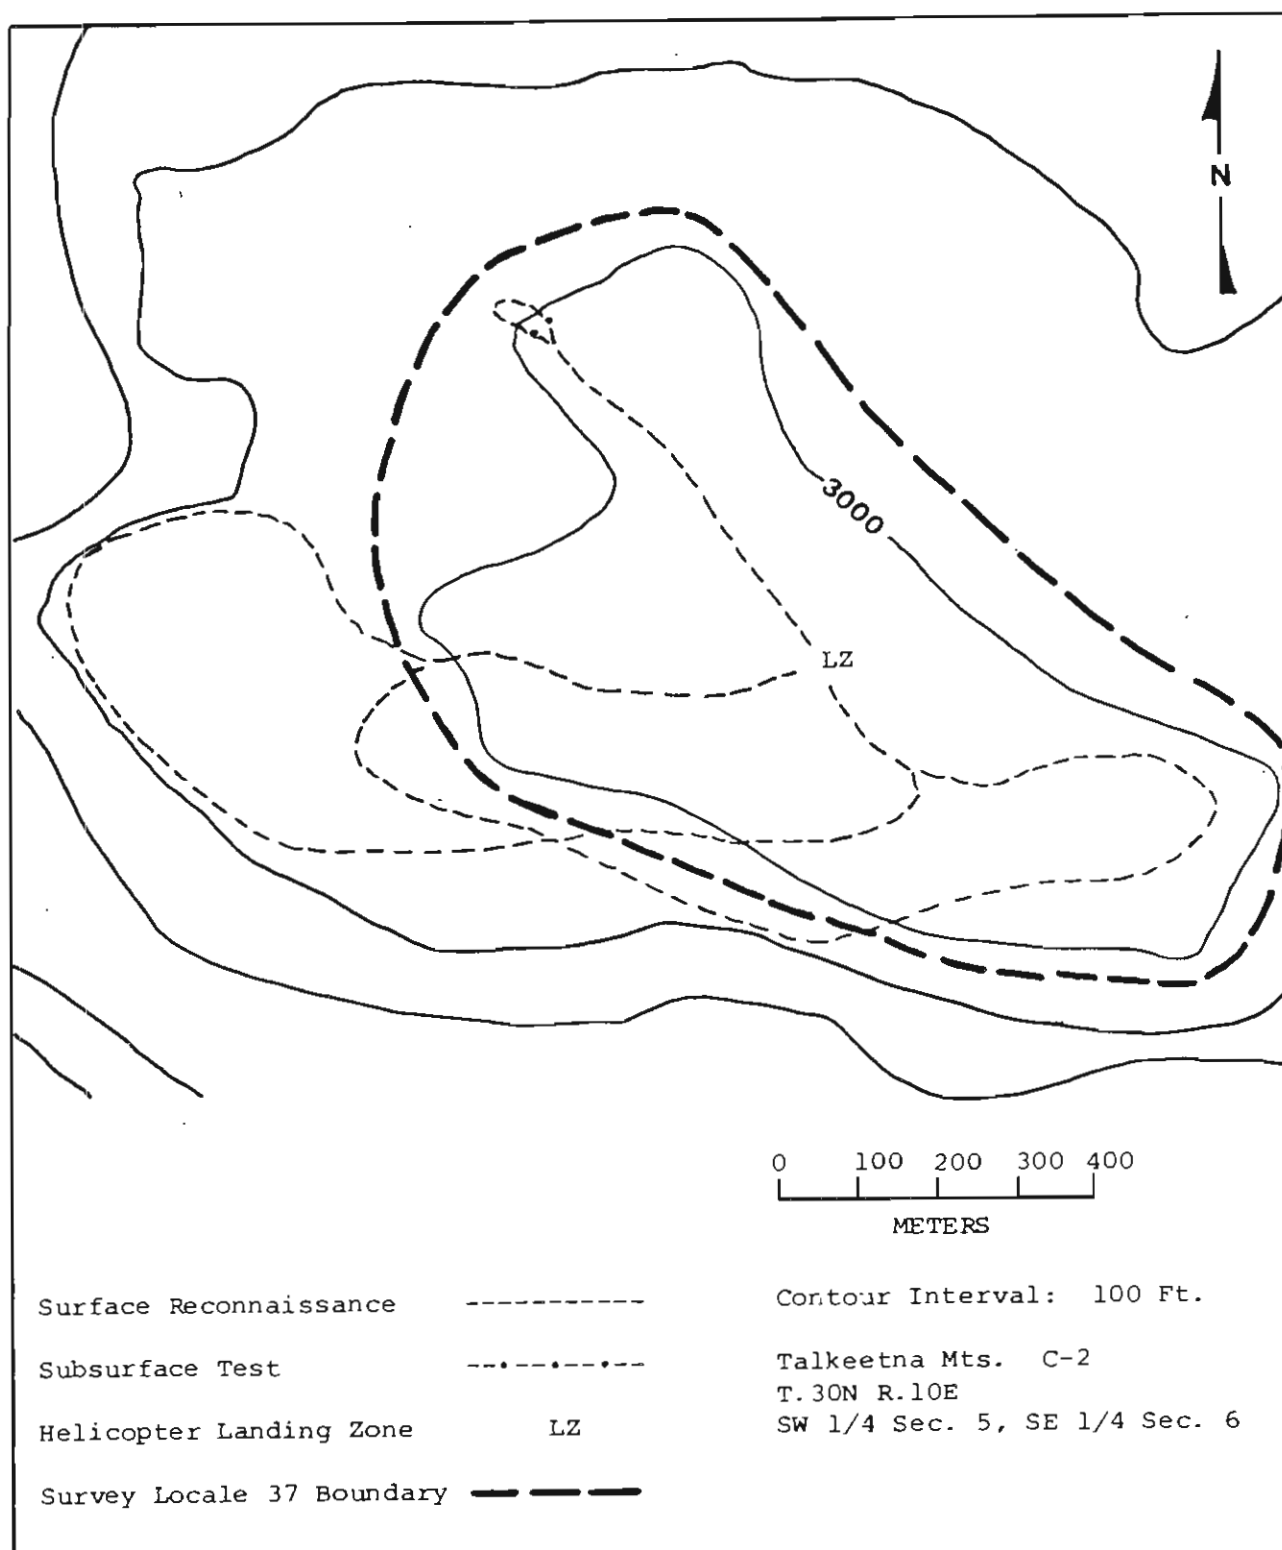 N
3000
LZ
0 100 200 300 400
METERS
Surface Reconnaissance
Subsurface Test
Helicopter Landing Zone LZ
Survey Locale 37 Boundary
Contour Interval: 100 Ft.
Talkeetna Mts. C-2
T.30N R.10E
SW 1/4 Sec. 5, SE 1/4 Sec. 6